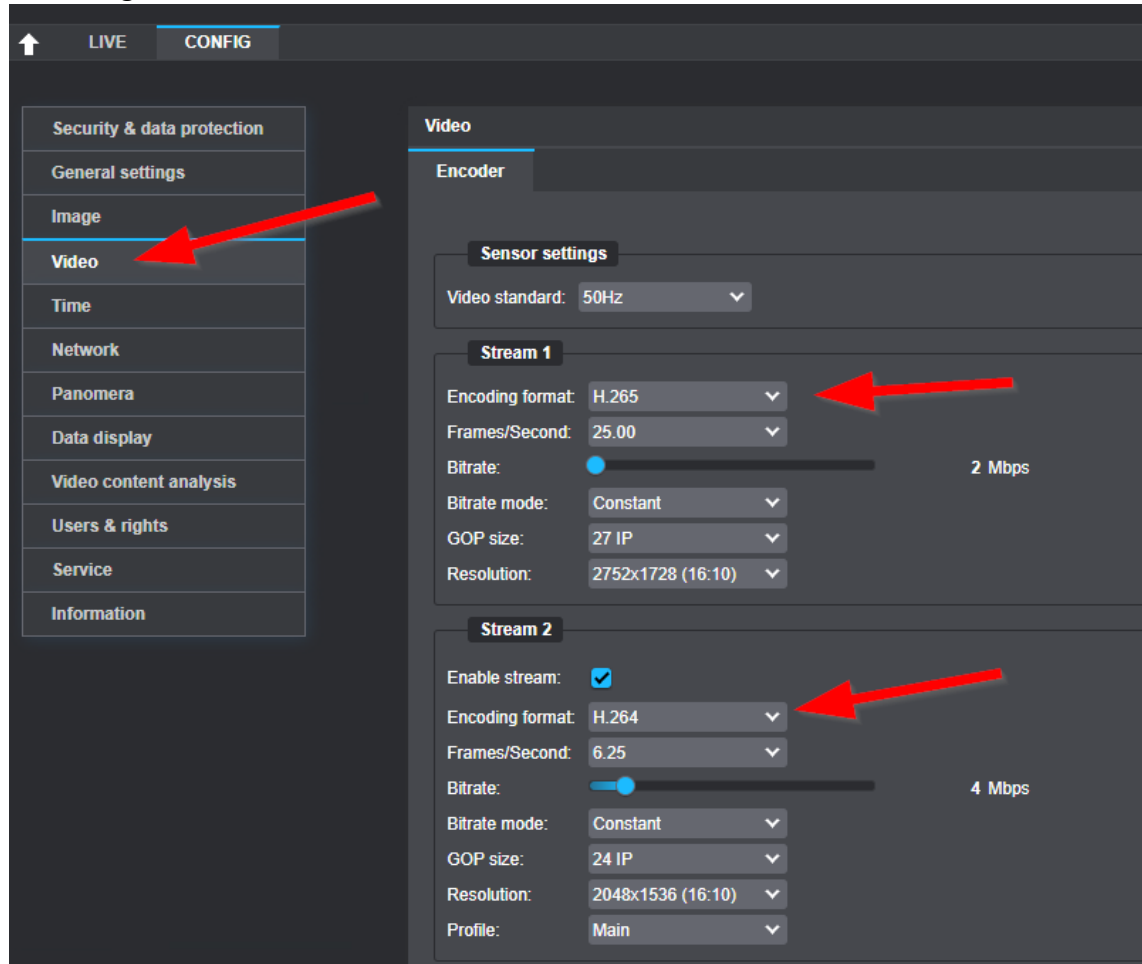 LIVE CONFIG
Security & data protection
General settings
Image
Video
Time
Network
Panomera
Data display
Video content analysis
Users & rights
Service
Information
Video
Encoder
Sensor settings
Video standard: 50Hz
Stream 1
Encoding format: H.265
Frames/Second: 25.00
Bitrate: 2 Mbps
Bitrate mode: Constant
GOP size: 27 IP
Resolution: 2752x1728 (16:10)
Stream 2
Enable stream:
Encoding format: H.264
Frames/Second: 6.25
Bitrate: 4 Mbps
Bitrate mode: Constant
GOP size: 24 IP
Resolution: 2048x1536 (16:10)
Profile: Main